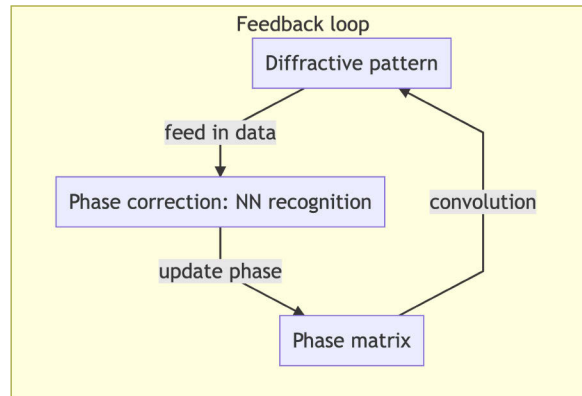 Feedback loop
Diffractive pattern
feed in data
Phase correction: NN recognition
convolution
update phase
Phase matrix